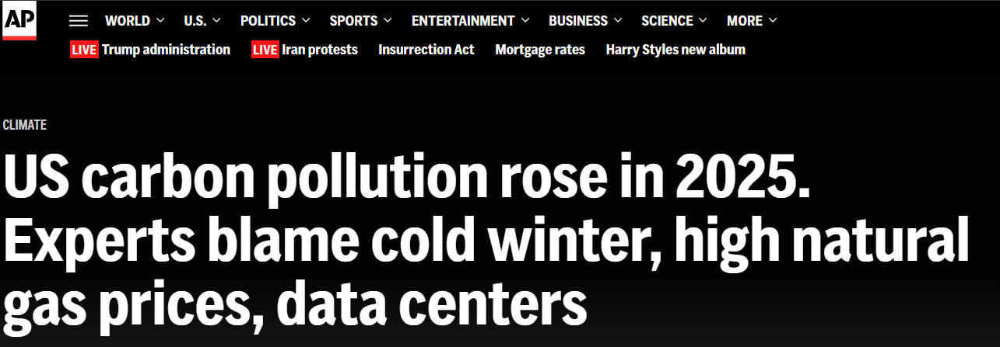 AP
WORLD U.S. POLITICS SPORTS ENTERTAINMENT BUSINESS SCIENCE MORE
LIVE Trump administration LIVE Iran protests Insurrection Act Mortgage rates Harry Styles new album
CLIMATE
US carbon pollution rose in 2025.
Experts blame cold winter, high natural
gas prices, data centers